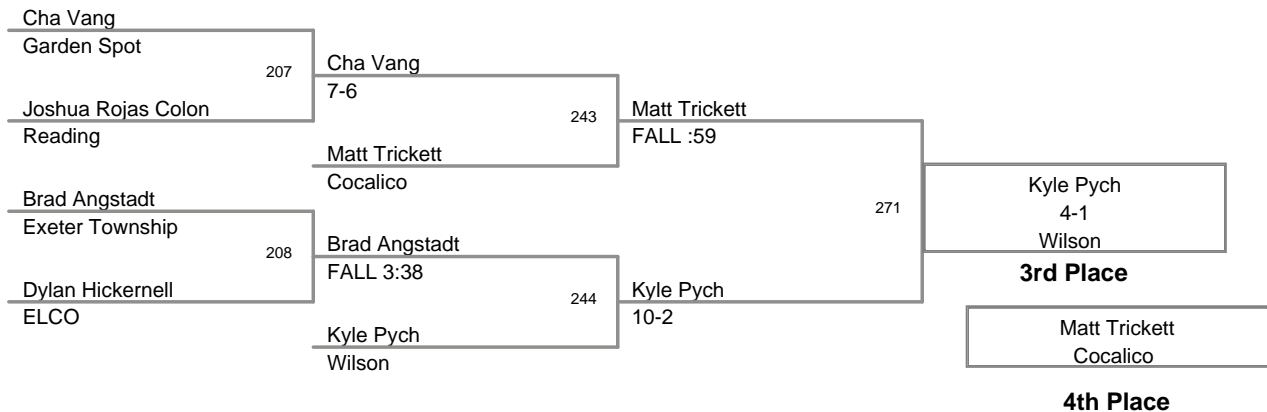 Cha Vang
Garden Spot
207
Joshua Rojas Colon
Reading
Brad Angstadt
Exeter Township
208
Dylan Hickernell
ELCO
Cha Vang
7-6
243
Matt Trickett
Cocalico
Brad Angstadt
FALL 3:38
244
Kyle Pych
Wilson
Matt Trickett
FALL :59
271
Kyle Pych
10-2
Kyle Pych
4-1
Wilson
3rd Place
Matt Trickett
Cocalico
4th Place